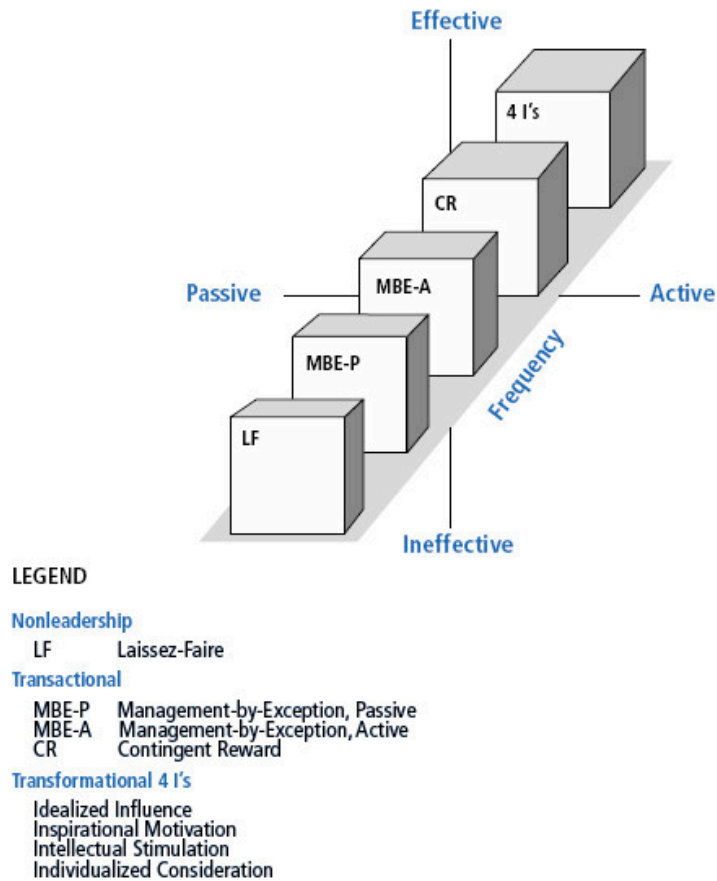 Effective
4 I's
CR
Passive
MBE-A
Active
MBE-P
Frequency
LF
Ineffective
LEGEND
Nonleadership
LF Laissez-Faire
Transactional
MBE-P Management-by-Exception, Passive
MBE-A Management-by-Exception, Active
CR Contingent Reward
Transformational 4 I's
Idealized Influence
Inspirational Motivation
Intellectual Stimulation
Individualized Consideration